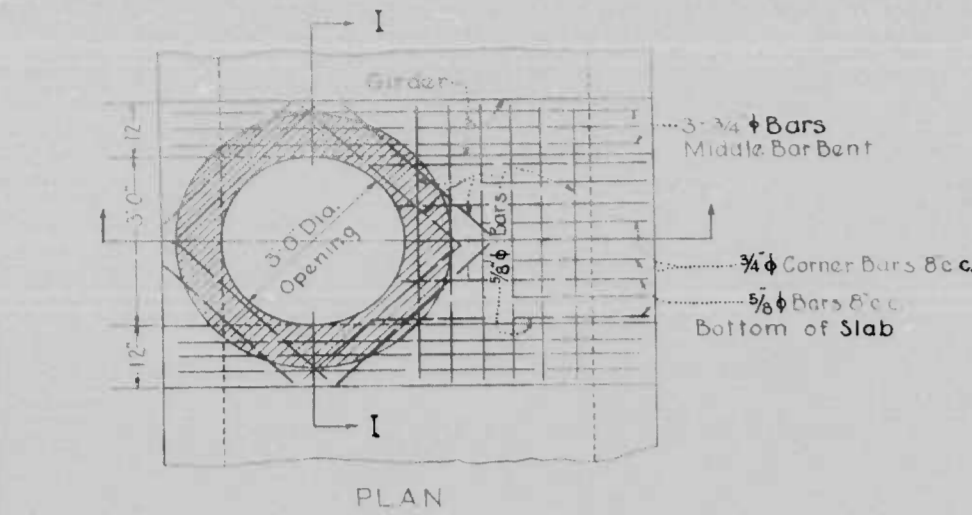 I
Girder
3-3/4"ϕ Bars
Middle Bar Bent
12"
3'0"
12"
3'0 Dia.
Opening
5/8"ϕ Bars
3/4"ϕ Corner Bars 8"c.c.
5/8"ϕ Bars 8"c.c.
Bottom of Slab
I
PLAN